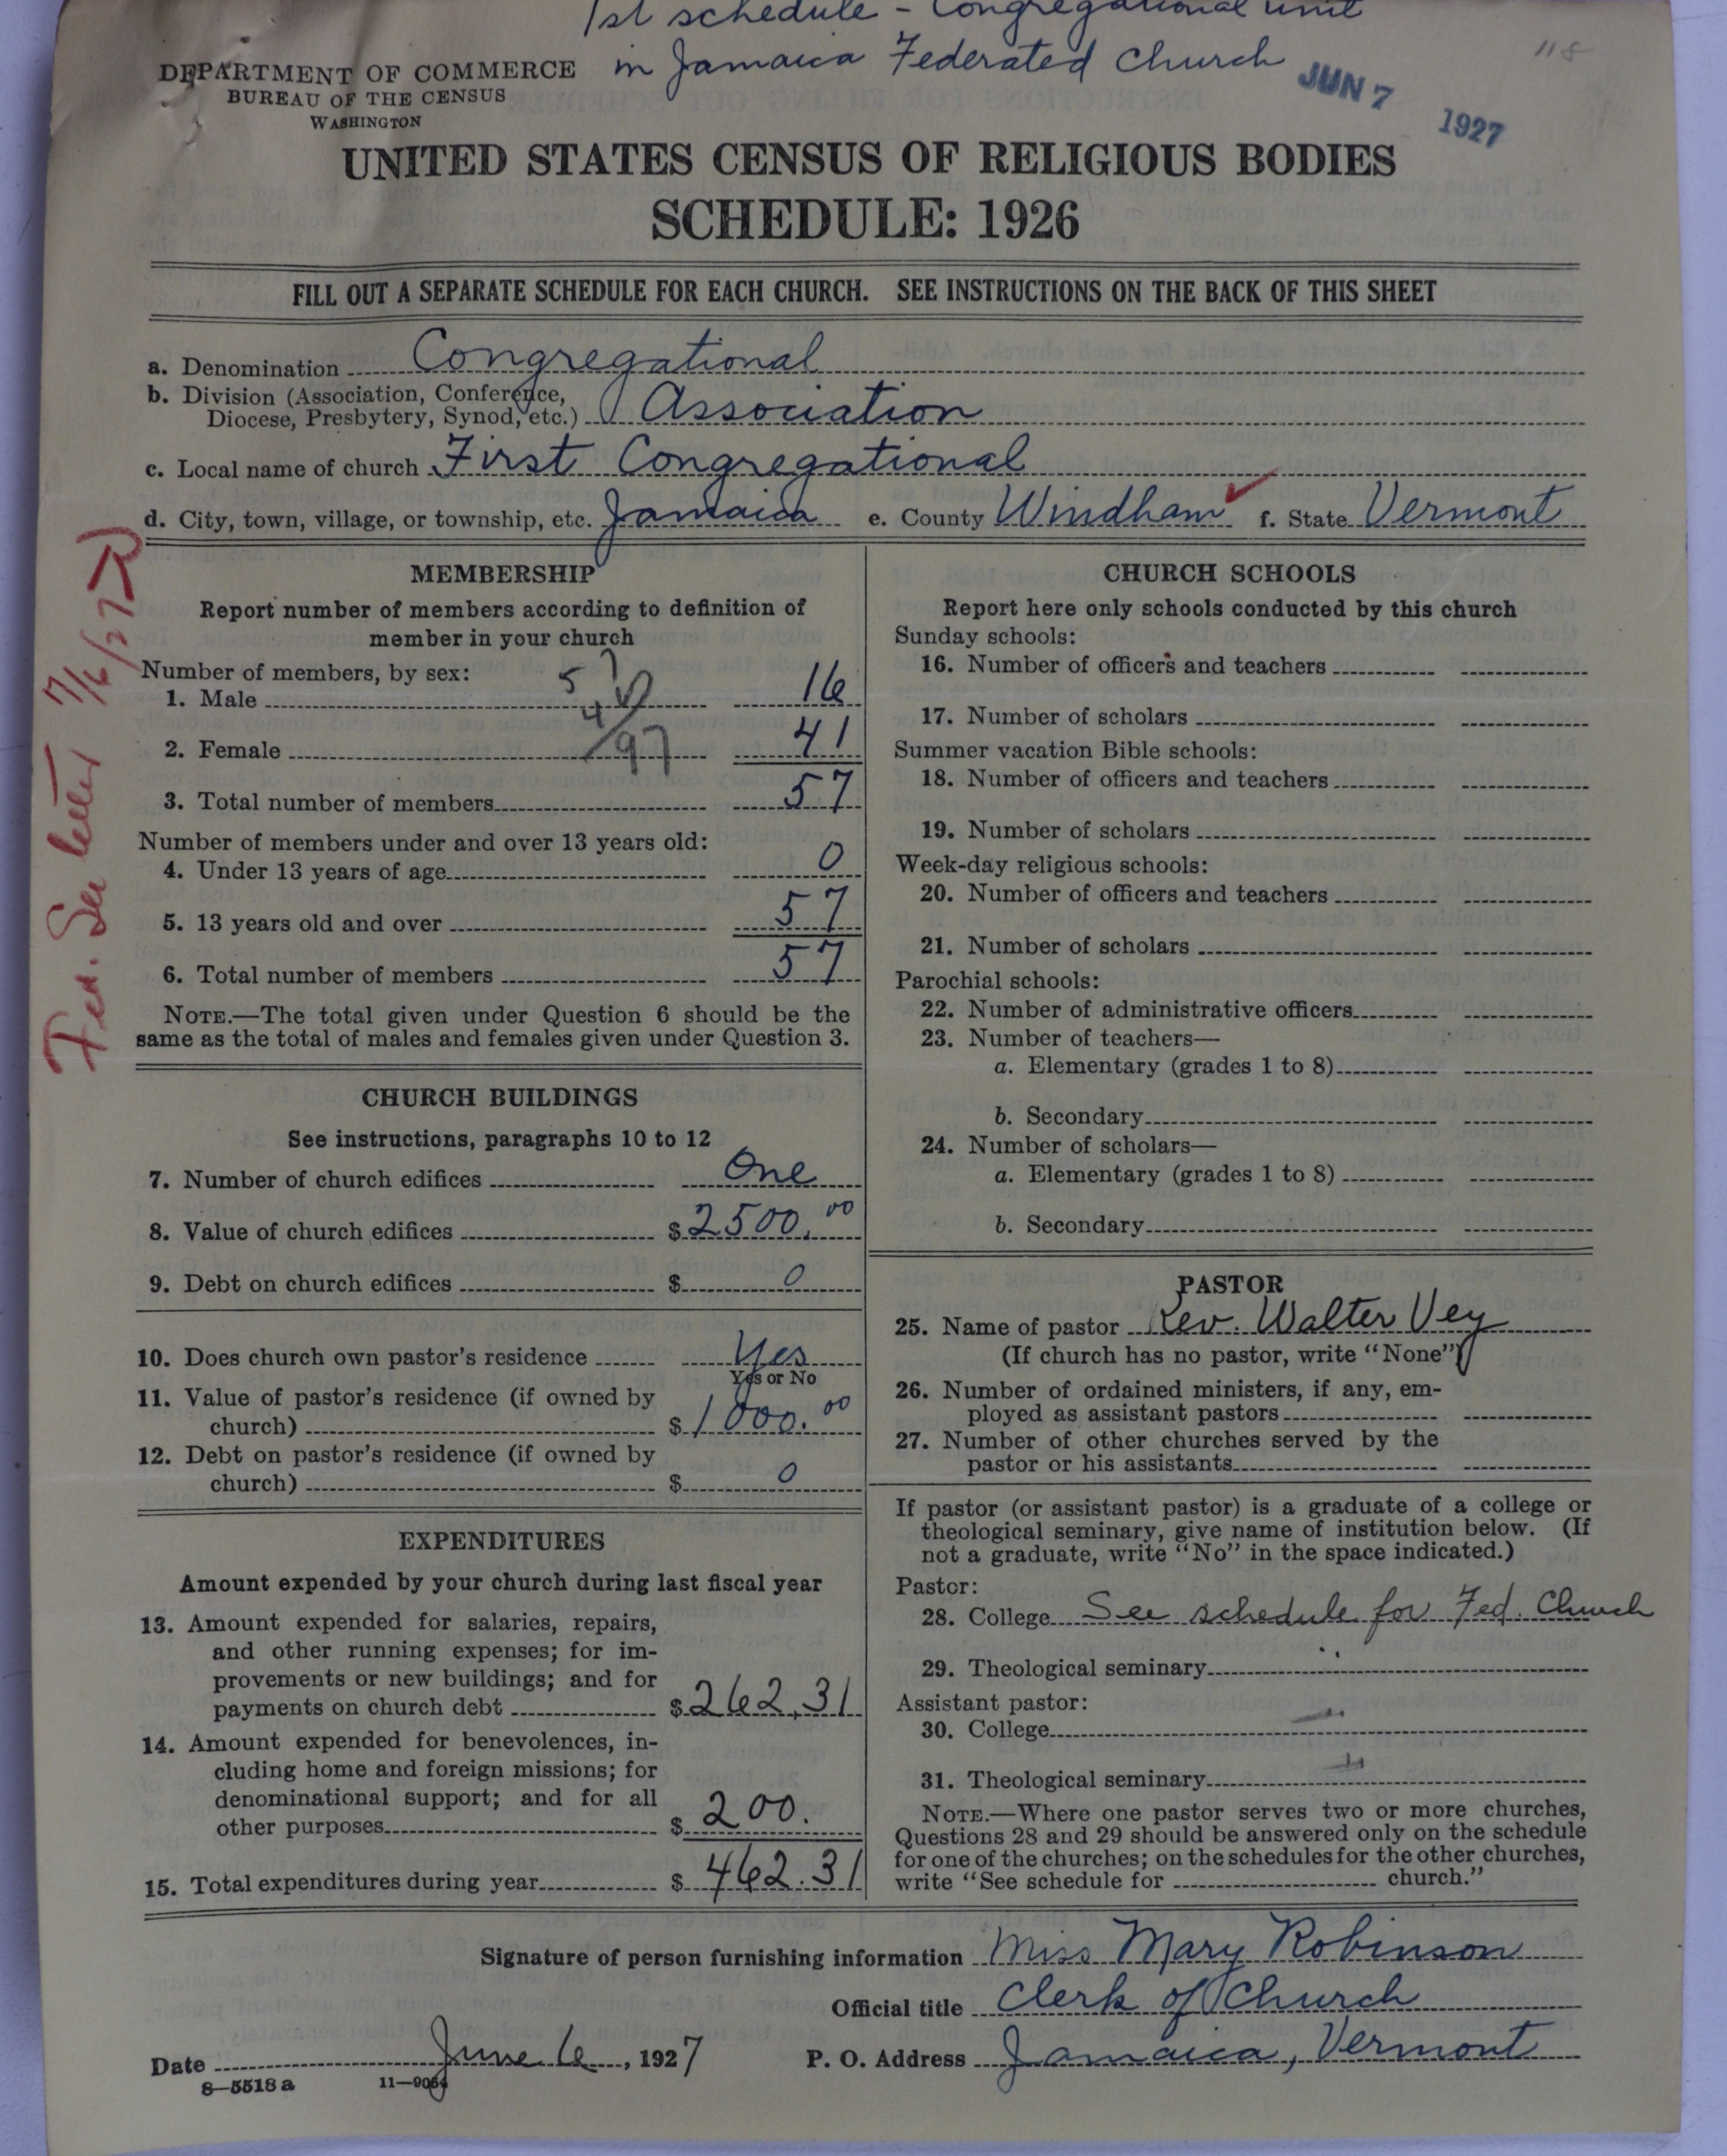 1st schedule - Congregational unit
in Jamaica Federated Church
118
DEPARTMENT OF COMMERCE
BUREAU OF THE CENSUS
WASHINGTON
JUN 7 1927
UNITED STATES CENSUS OF RELIGIOUS BODIES
SCHEDULE: 1926
FILL OUT A SEPARATE SCHEDULE FOR EACH CHURCH. SEE INSTRUCTIONS ON THE BACK OF THIS SHEET
a. Denomination Congregational
b. Division (Association, Conference,
Diocese, Presbytery, Synod, etc.) Association
c. Local name of church First Congregational
d. City, town, village, or township, etc. Jamaica e. County Windham f. State Vermont
Fed. See letter 7/6/27
MEMBERSHIP
Report number of members according to definition of
member in your church
Number of members, by sex:
1. Male 16
2. Female 41
3. Total number of members 57
Number of members under and over 13 years old:
4. Under 13 years of age 0
5. 13 years old and over 57
6. Total number of members 57
NOTE.—The total given under Question 6 should be the
same as the total of males and females given under Question 3.
CHURCH BUILDINGS
See instructions, paragraphs 10 to 12
7. Number of church edifices One
8. Value of church edifices $2500.00
9. Debt on church edifices $ 0
10. Does church own pastor's residence Yes
Yes or No
11. Value of pastor's residence (if owned by
church) $1000.00
12. Debt on pastor's residence (if owned by
church) $ 0
EXPENDITURES
Amount expended by your church during last fiscal year
13. Amount expended for salaries, repairs,
and other running expenses; for im-
provements or new buildings; and for
payments on church debt $262.31
14. Amount expended for benevolences, in-
cluding home and foreign missions; for
denominational support; and for all
other purposes $ 200.
15. Total expenditures during year $ 462.31
CHURCH SCHOOLS
Report here only schools conducted by this church
Sunday schools:
16. Number of officers and teachers
17. Number of scholars
Summer vacation Bible schools:
18. Number of officers and teachers
19. Number of scholars
Week-day religious schools:
20. Number of officers and teachers
21. Number of scholars
Parochial schools:
22. Number of administrative officers
23. Number of teachers—
a. Elementary (grades 1 to 8)
b. Secondary
24. Number of scholars—
a. Elementary (grades 1 to 8)
b. Secondary
PASTOR
25. Name of pastor Rev. Walter Vey
(If church has no pastor, write "None")
26. Number of ordained ministers, if any, em-
ployed as assistant pastors
27. Number of other churches served by the
pastor or his assistants
If pastor (or assistant pastor) is a graduate of a college or
theological seminary, give name of institution below. (If
not a graduate, write "No" in the space indicated.)
Pastor:
28. College See schedule for Fed. Church
29. Theological seminary "
Assistant pastor:
30. College
31. Theological seminary
NOTE.—Where one pastor serves two or more churches,
Questions 28 and 29 should be answered only on the schedule
for one of the churches; on the schedules for the other churches,
write "See schedule for church."
Signature of person furnishing information Miss Mary Robinson
Official title Clerk of Church
Date June 6, 1927 P. O. Address Jamaica, Vermont
8—5518 a 11—9064